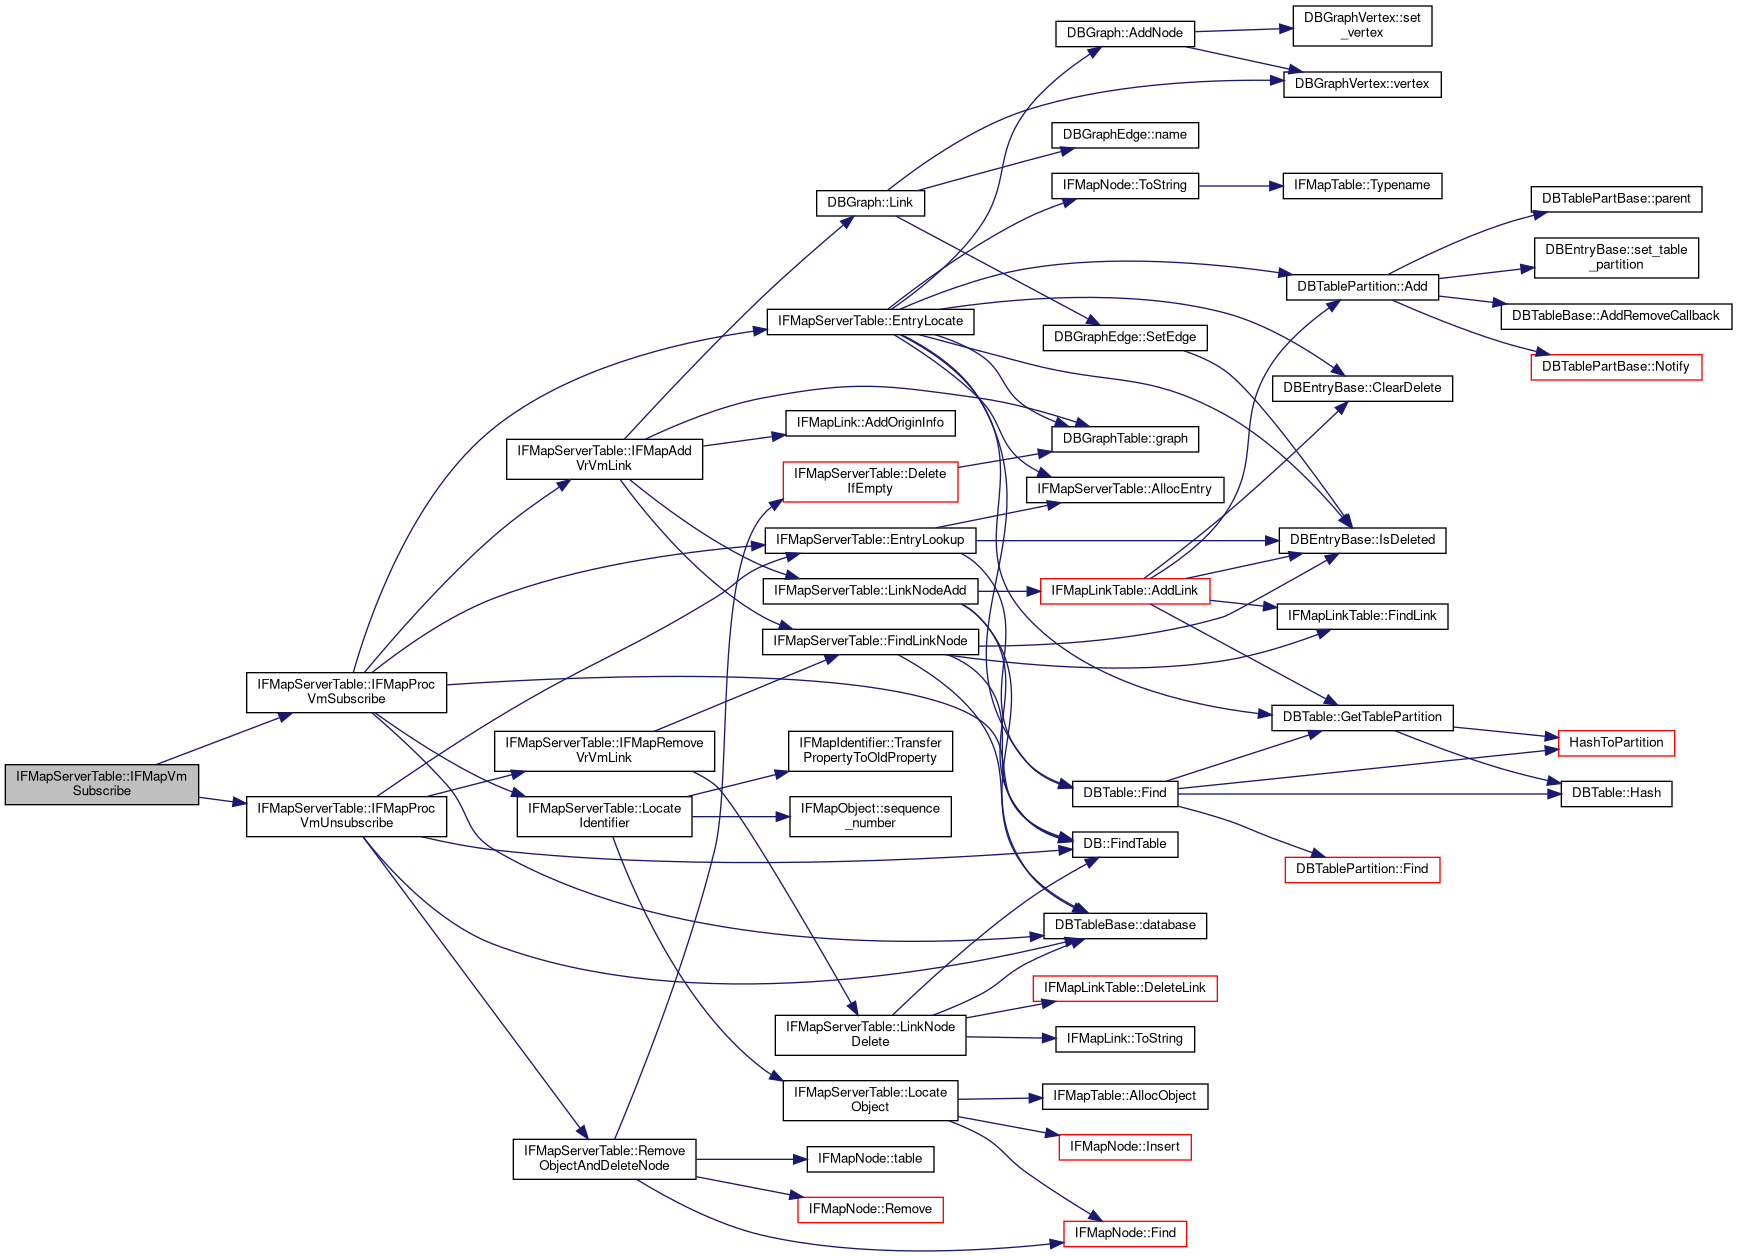 IFMapServerTable::IFMapVm
Subscribe
IFMapServerTable::IFMapProc
VmSubscribe
IFMapServerTable::IFMapProc
VmUnsubscribe
IFMapServerTable::IFMapAdd
VrVmLink
IFMapServerTable::IFMapRemove
VrVmLink
IFMapServerTable::Locate
Identifier
IFMapServerTable::Remove
ObjectAndDeleteNode
DBGraph::Link
IFMapServerTable::EntryLocate
IFMapLink::AddOriginInfo
IFMapServerTable::Delete
IfEmpty
IFMapServerTable::EntryLookup
IFMapServerTable::LinkNodeAdd
IFMapServerTable::FindLinkNode
IFMapIdentifier::Transfer
PropertyToOldProperty
IFMapObject::sequence
_number
IFMapServerTable::LinkNode
Delete
IFMapServerTable::Locate
Object
IFMapNode::table
IFMapNode::Remove
DBGraph::AddNode
DBGraphEdge::name
IFMapNode::ToString
DBGraphEdge::SetEdge
DBGraphTable::graph
IFMapServerTable::AllocEntry
IFMapLinkTable::AddLink
DBTable::Find
DB::FindTable
DBTableBase::database
IFMapLinkTable::DeleteLink
IFMapLink::ToString
IFMapTable::AllocObject
IFMapNode::Insert
IFMapNode::Find
DBGraphVertex::set
_vertex
DBGraphVertex::vertex
IFMapTable::Typename
DBTablePartition::Add
DBEntryBase::ClearDelete
DBEntryBase::IsDeleted
IFMapLinkTable::FindLink
DBTable::GetTablePartition
DBTablePartition::Find
DBTablePartBase::parent
DBEntryBase::set_table
_partition
DBTableBase::AddRemoveCallback
DBTablePartBase::Notify
HashToPartition
DBTable::Hash